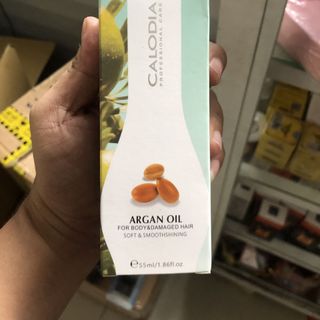 CALODIA
PROFESSIONAL CARE
ARGAN OIL
FOR BODY&DAMAGED HAIR
SOFT & SMOOTHSHINING
℮55ml/1.86fl.oz